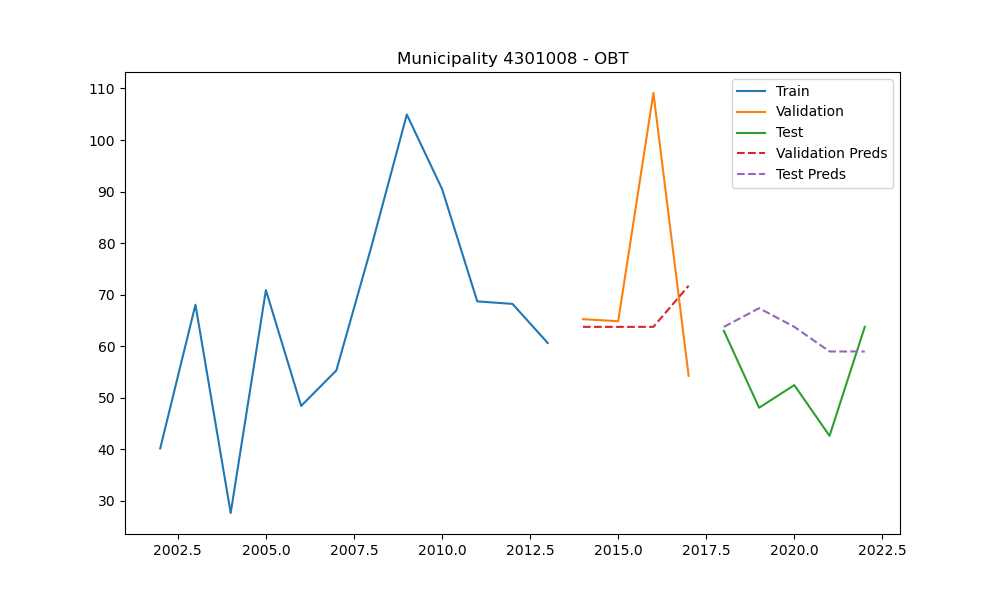 Municipality 4301008 - OBT
Train
Validation
Test
Validation Preds
Test Preds
110
100
90
80
70
60
50
40
30
2002.5 2005.0 2007.5 2010.0 2012.5 2015.0 2017.5 2020.0 2022.5